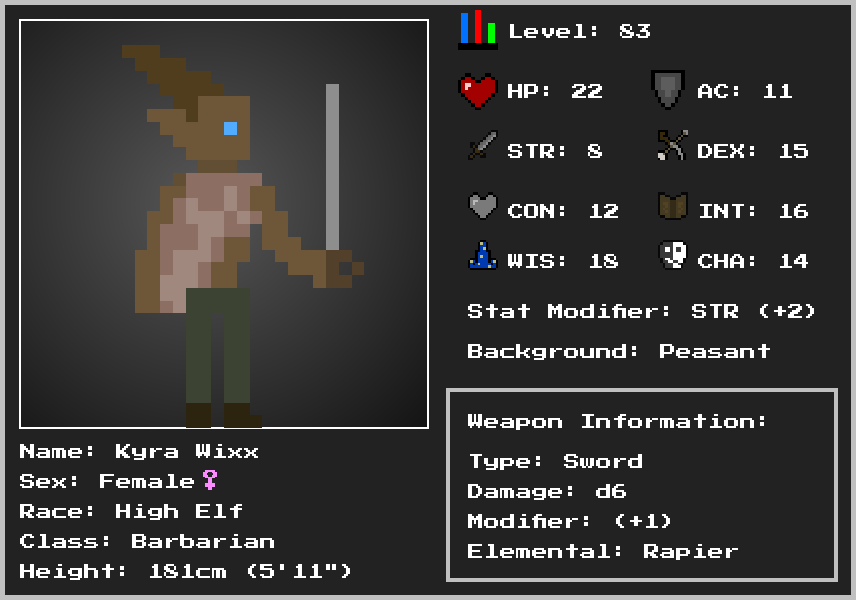 Level: 83
HP: 22 AC: 11
STR: 8 DEX: 15
CON: 12 INT: 16
WIS: 18 CHA: 14
Stat Modifier: STR (+2)
Background: Peasant
Weapon Information:
Type: Sword
Damage: d6
Modifier: (+1)
Elemental: Rapier
Name: Kyra Wixx
Sex: Female♀
Race: High Elf
Class: Barbarian
Height: 181cm (5'11")